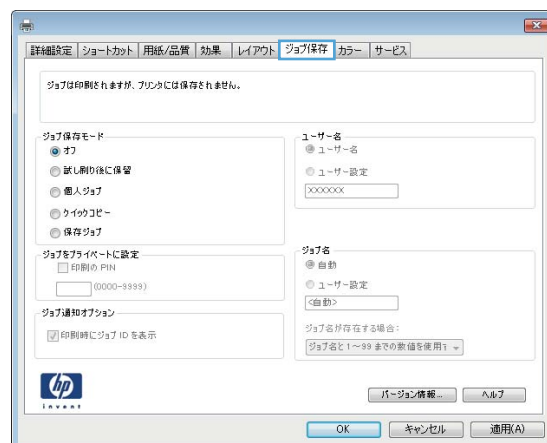 詳細設定 ショートカット 用紙/品質 効果 レイアウト ジョブ保存 カラー サービス
ジョブは印刷されますが、プリンタには保存されません。
ジョブ保存モード
オフ
試し刷り後に保留
個人ジョブ
クイックコピー
保存ジョブ
ユーザー名
ユーザー名
ユーザー設定
XXXXXX
ジョブをプライベートに設定
印刷の PIN
(0000-9999)
ジョブ通知オプション
印刷時にジョブ ID を表示
ジョブ名
自動
ユーザー設定
<自動>
ジョブ名が存在する場合:
ジョブ名と1～99 までの数値を使用す
hp
invent
バージョン情報... ヘルプ
OK キャンセル 適用(A)